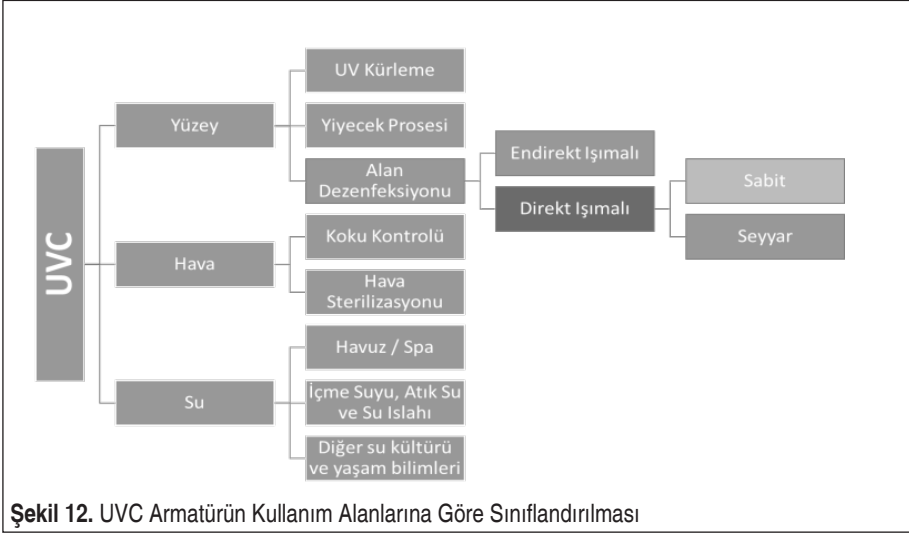 UVC
Yüzey
UV Kürleme
Yiyecek Prosesi
Alan
Dezenfeksiyonu
Endirekt Işımalı
Direkt Işımalı
Sabit
Seyyar
Hava
Koku Kontrolü
Hava
Sterilizasyonu
Su
Havuz / Spa
İçme Suyu, Atık Su
ve Su Islahı
Diğer su kültürü
ve yaşam bilimleri
Şekil 12. UVC Armatürün Kullanım Alanlarına Göre Sınıflandırılması